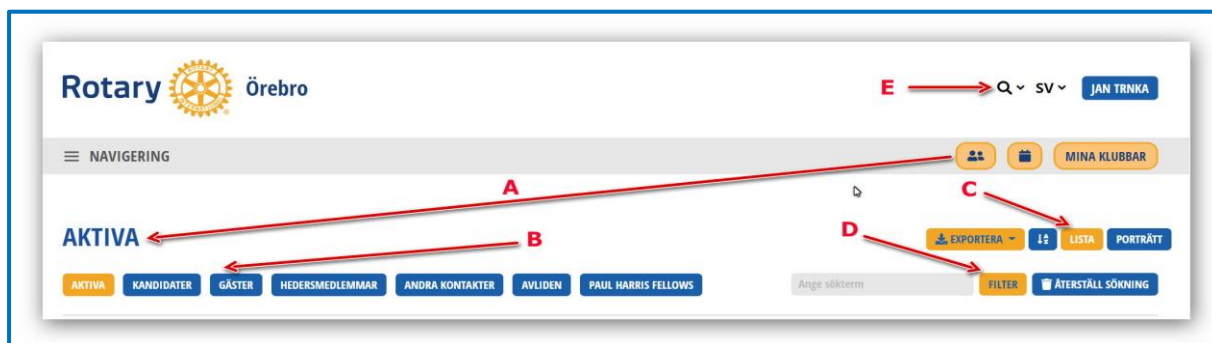 Rotary Örebro
E SV JAN TRNKA
NAVIGERING MINA KLUBBAR
A C
AKTIVA B D EXPORTERA LISTA PORTRÄTT
AKTIVA KANDIDATER GÄSTER HEDERSMEDLEMMAR ANDRA KONTAKTER AVLIDEN PAUL HARRIS FELLOWS Ange sökterm FILTER ÅTERSTÄLL SÖKNING